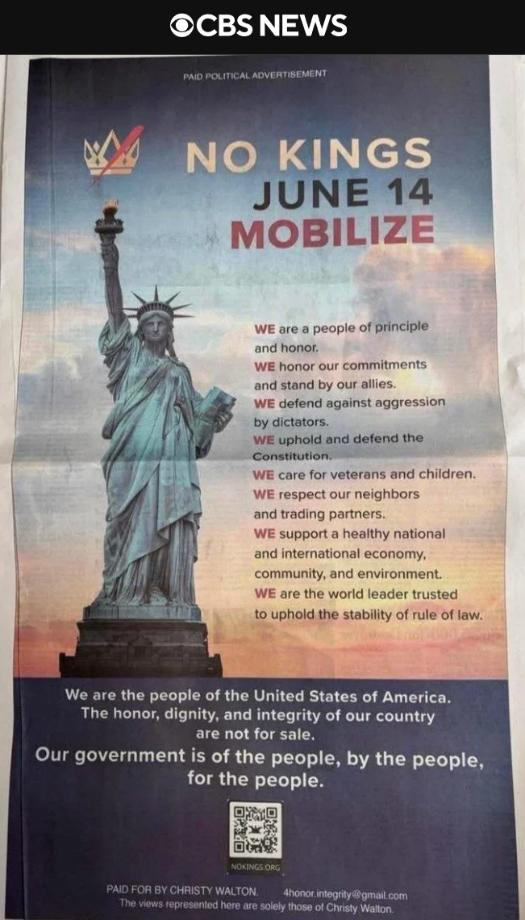 CBS NEWS
PAID POLITICAL ADVERTISEMENT
NO KINGS
JUNE 14
MOBILIZE
WE are a people of principle
and honor.
WE honor our commitments
and stand by our allies.
WE defend against aggression
by dictators.
WE uphold and defend the
Constitution.
WE care for veterans and children.
WE respect our neighbors
and trading partners.
WE support a healthy national
and international economy,
community, and environment.
WE are the world leader trusted
to uphold the stability of rule of law.
We are the people of the United States of America.
The honor, dignity, and integrity of our country
are not for sale.
Our government is of the people, by the people,
for the people.
NOKINGS.ORG
PAID FOR BY CHRISTY WALTON. 4honor.integrity@gmail.com
The views represented here are solely those of Christy Walton.